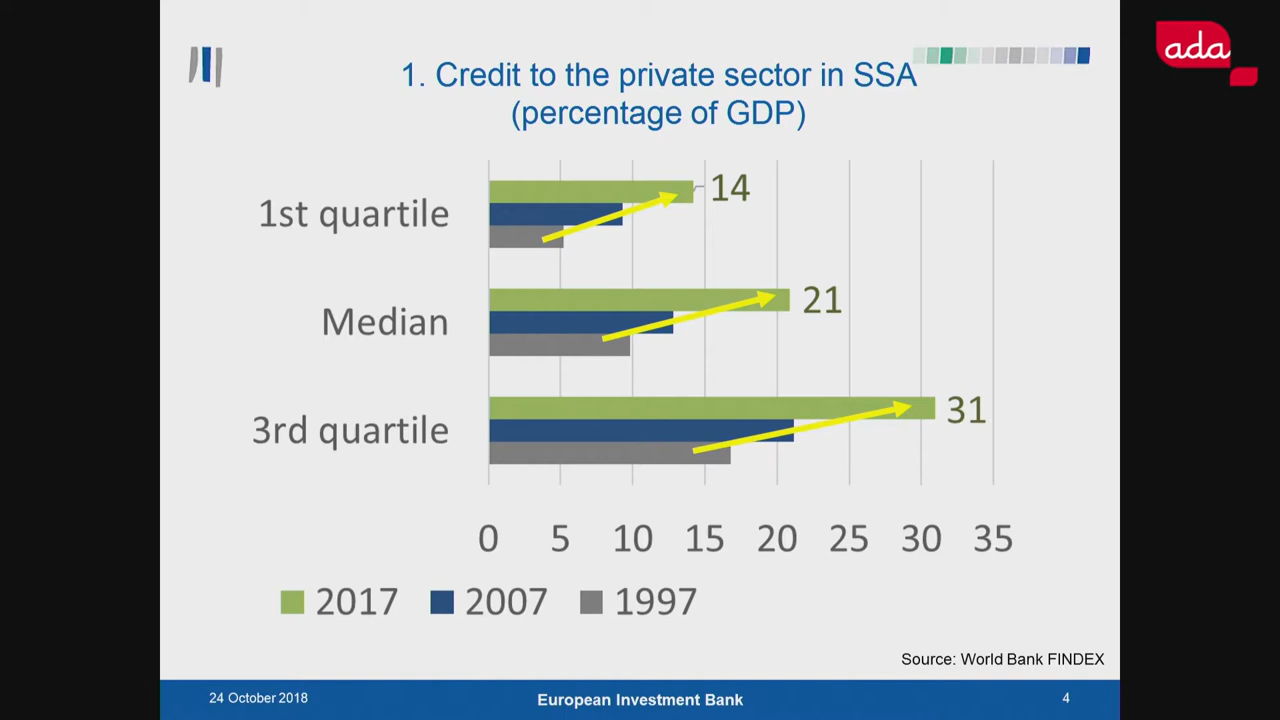 ada
1. Credit to the private sector in SSA
(percentage of GDP)
1st quartile
14
Median
21
3rd quartile
31
0 5 10 15 20 25 30 35
2017 2007 1997
Source: World Bank FINDEX
24 October 2018 European Investment Bank 4